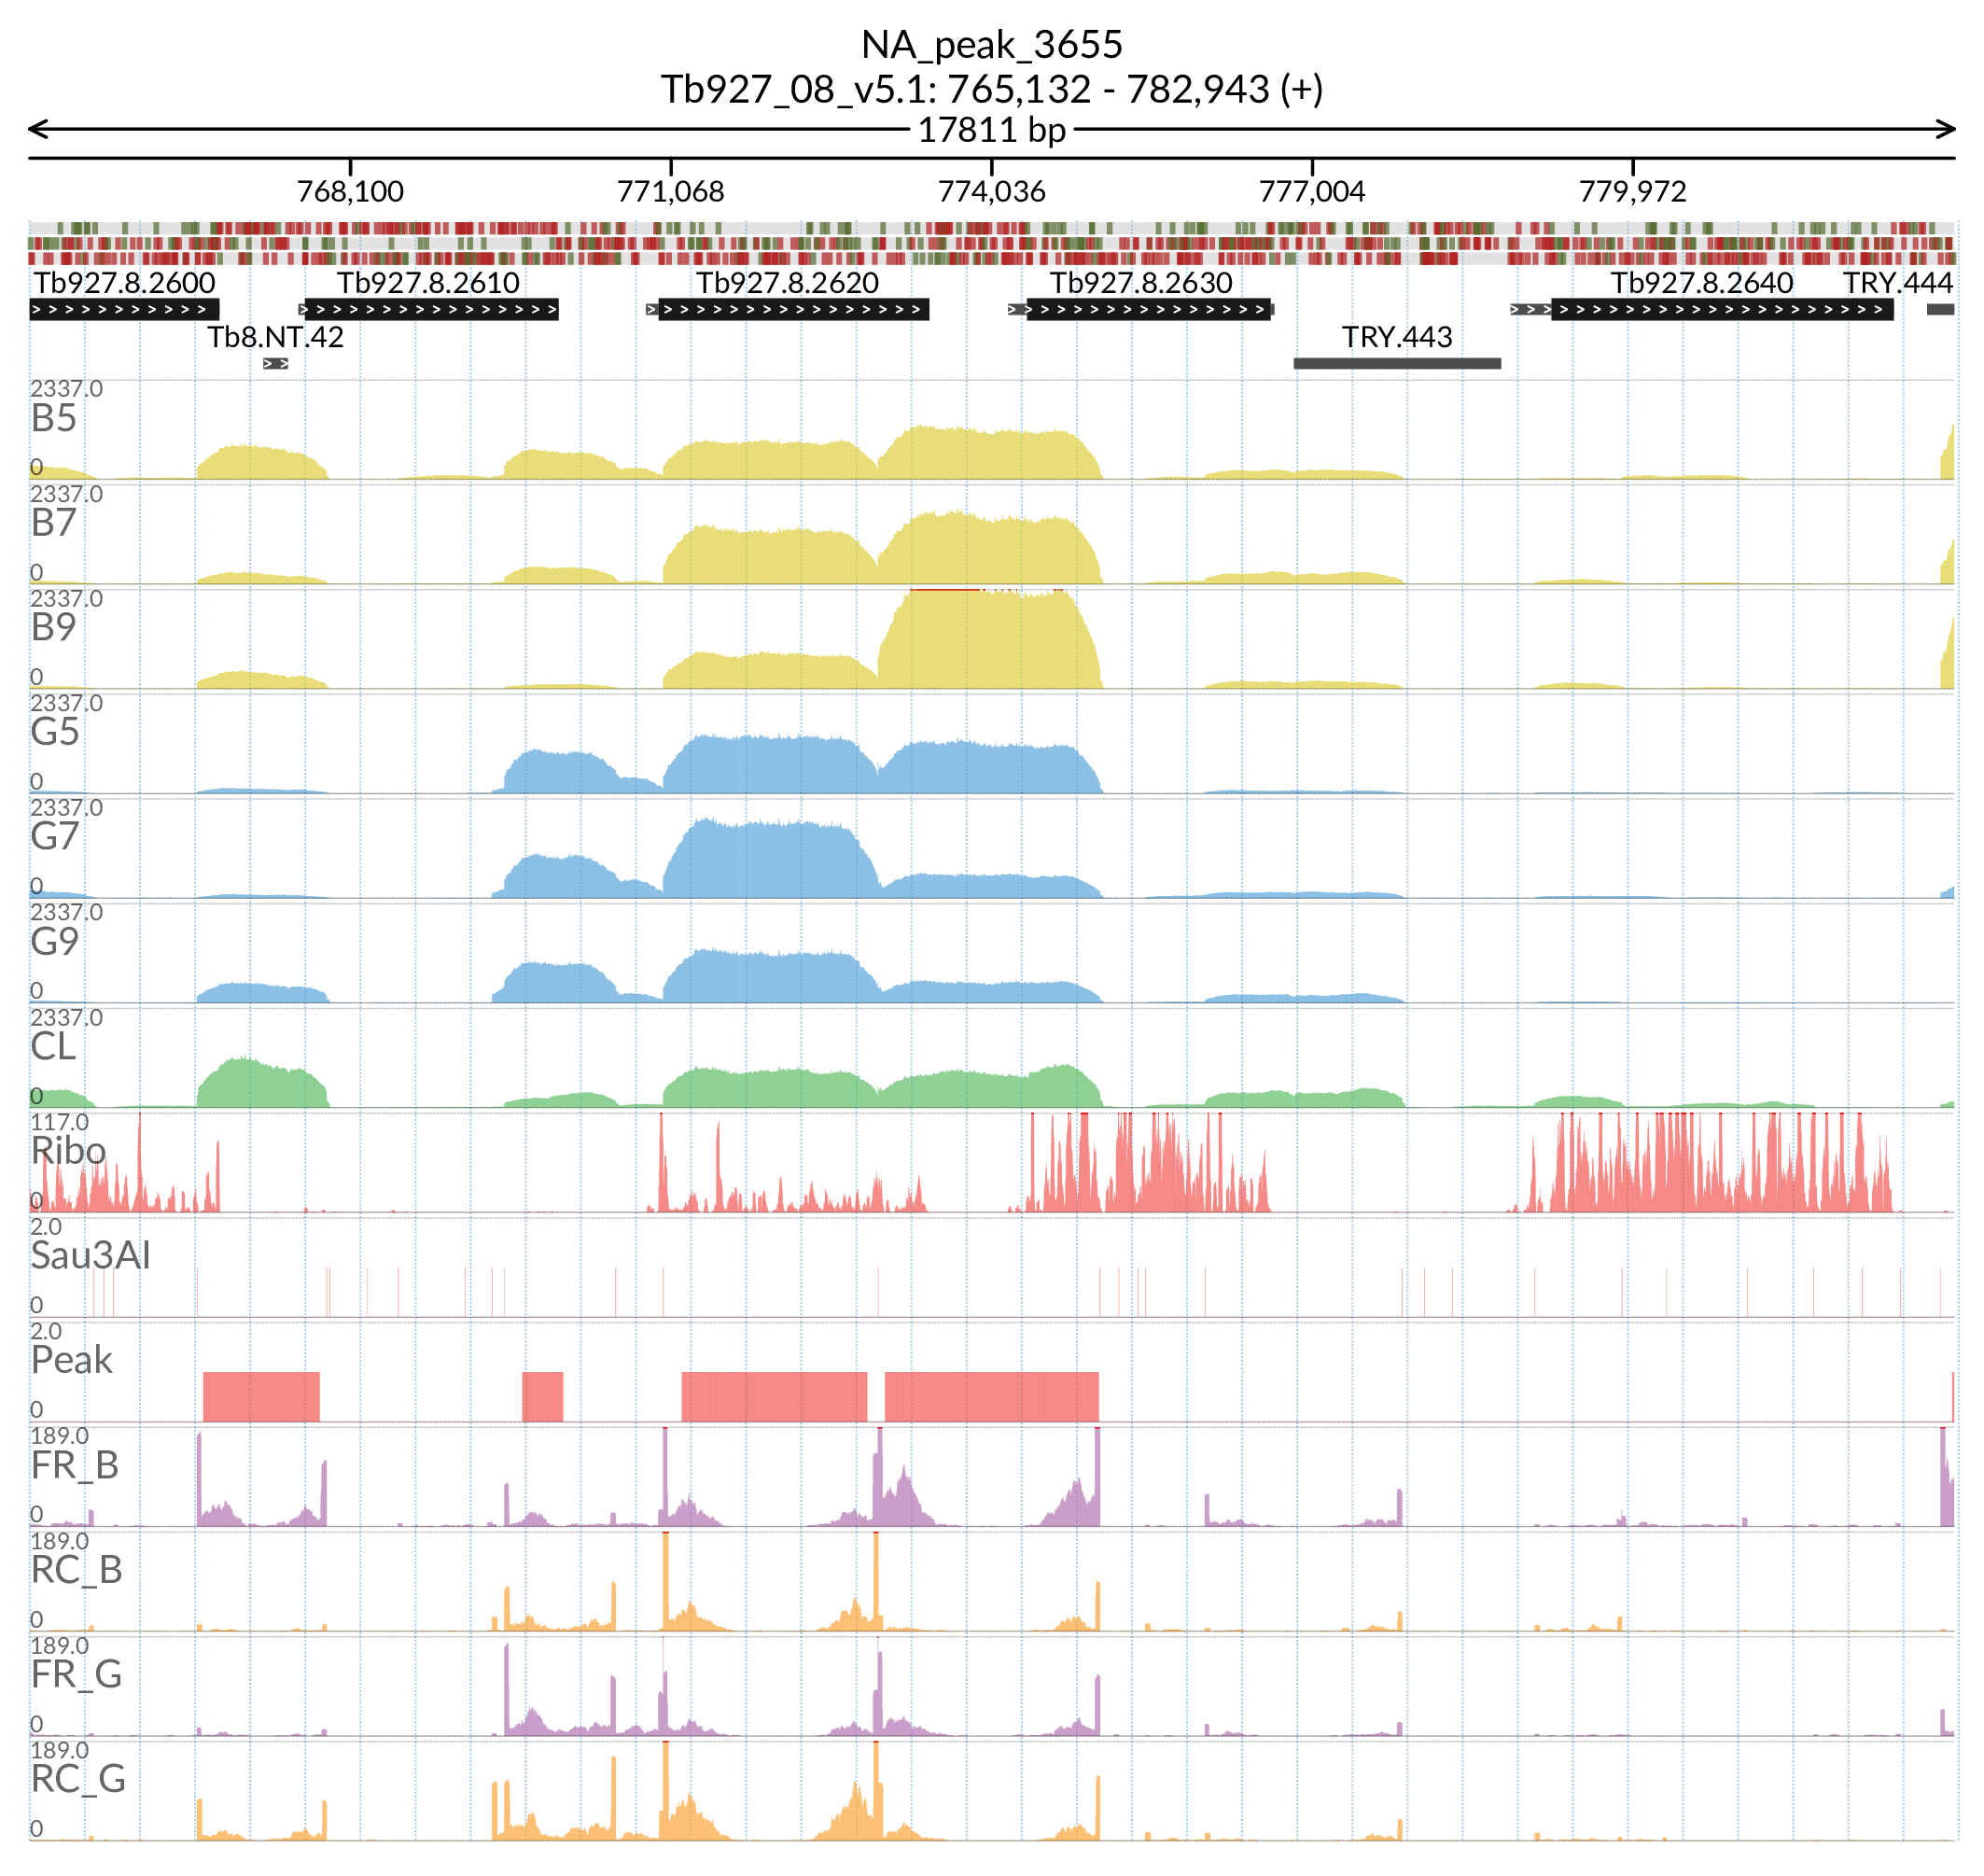 NA_peak_3655
Tb927_08_v5.1: 765,132 - 782,943 (+)
17811 bp
768,100 771,068 774,036 777,004 779,972
Tb927.8.2600 Tb927.8.2610 Tb927.8.2620 Tb927.8.2630 Tb927.8.2640 TRY.444
Tb8.NT.42 TRY.443
2337.0
B5
0
2337.0
B7
0
2337.0
B9
0
2337.0
G5
0
2337.0
G7
0
2337.0
G9
0
2337.0
CL
0
117.0
Ribo
0
2.0
Sau3AI
0
2.0
Peak
0
189.0
FR_B
0
189.0
RC_B
0
189.0
FR_G
0
189.0
RC_G
0